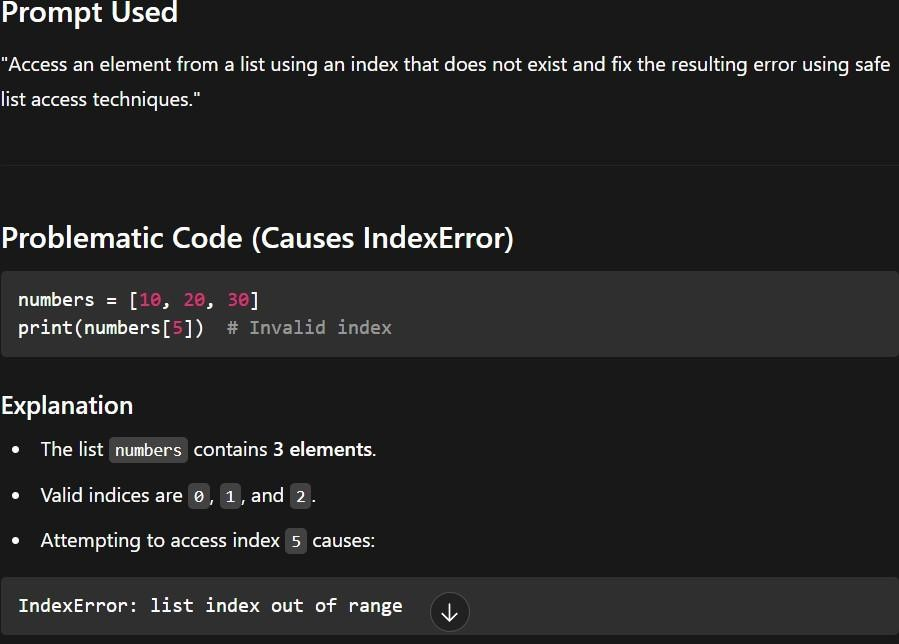 Prompt Used
"Access an element from a list using an index that does not exist and fix the resulting error using safe
list access techniques."
Problematic Code (Causes IndexError)
numbers = [10, 20, 30]
print(numbers[5])  # Invalid index
Explanation
• The list numbers contains 3 elements.
• Valid indices are 0, 1, and 2.
• Attempting to access index 5 causes:
IndexError: list index out of range